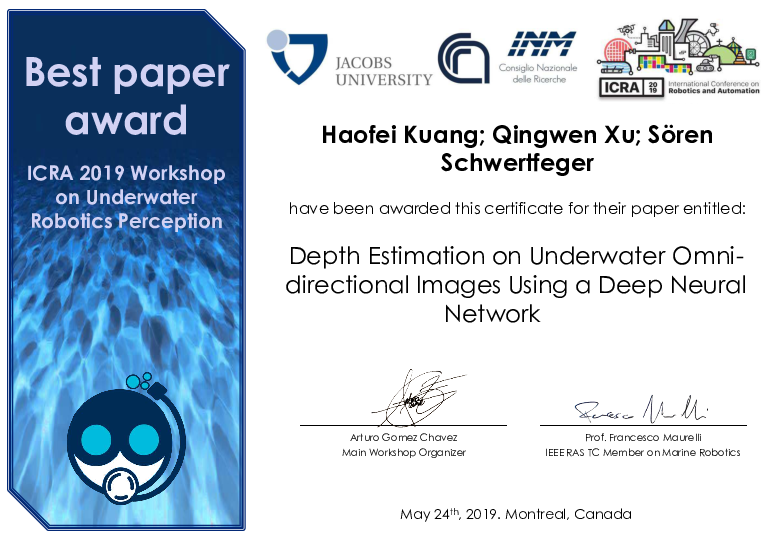 Best paper
award
ICRA 2019 Workshop
on Underwater
Robotics Perception
JACOBS
UNIVERSITY
INM
Consiglio Nazionale
delle Ricerche
ICRA 2019
International Conference on
Robotics and Automation
Haofei Kuang; Qingwen Xu; Sören
Schwertfeger
have been awarded this certificate for their paper entitled:
Depth Estimation on Underwater Omni-
directional Images Using a Deep Neural
Network
Arturo Gomez Chavez
Main Workshop Organizer
Prof. Francesco Maurelli
IEEE RAS TC Member on Marine Robotics
May 24th, 2019. Montreal, Canada